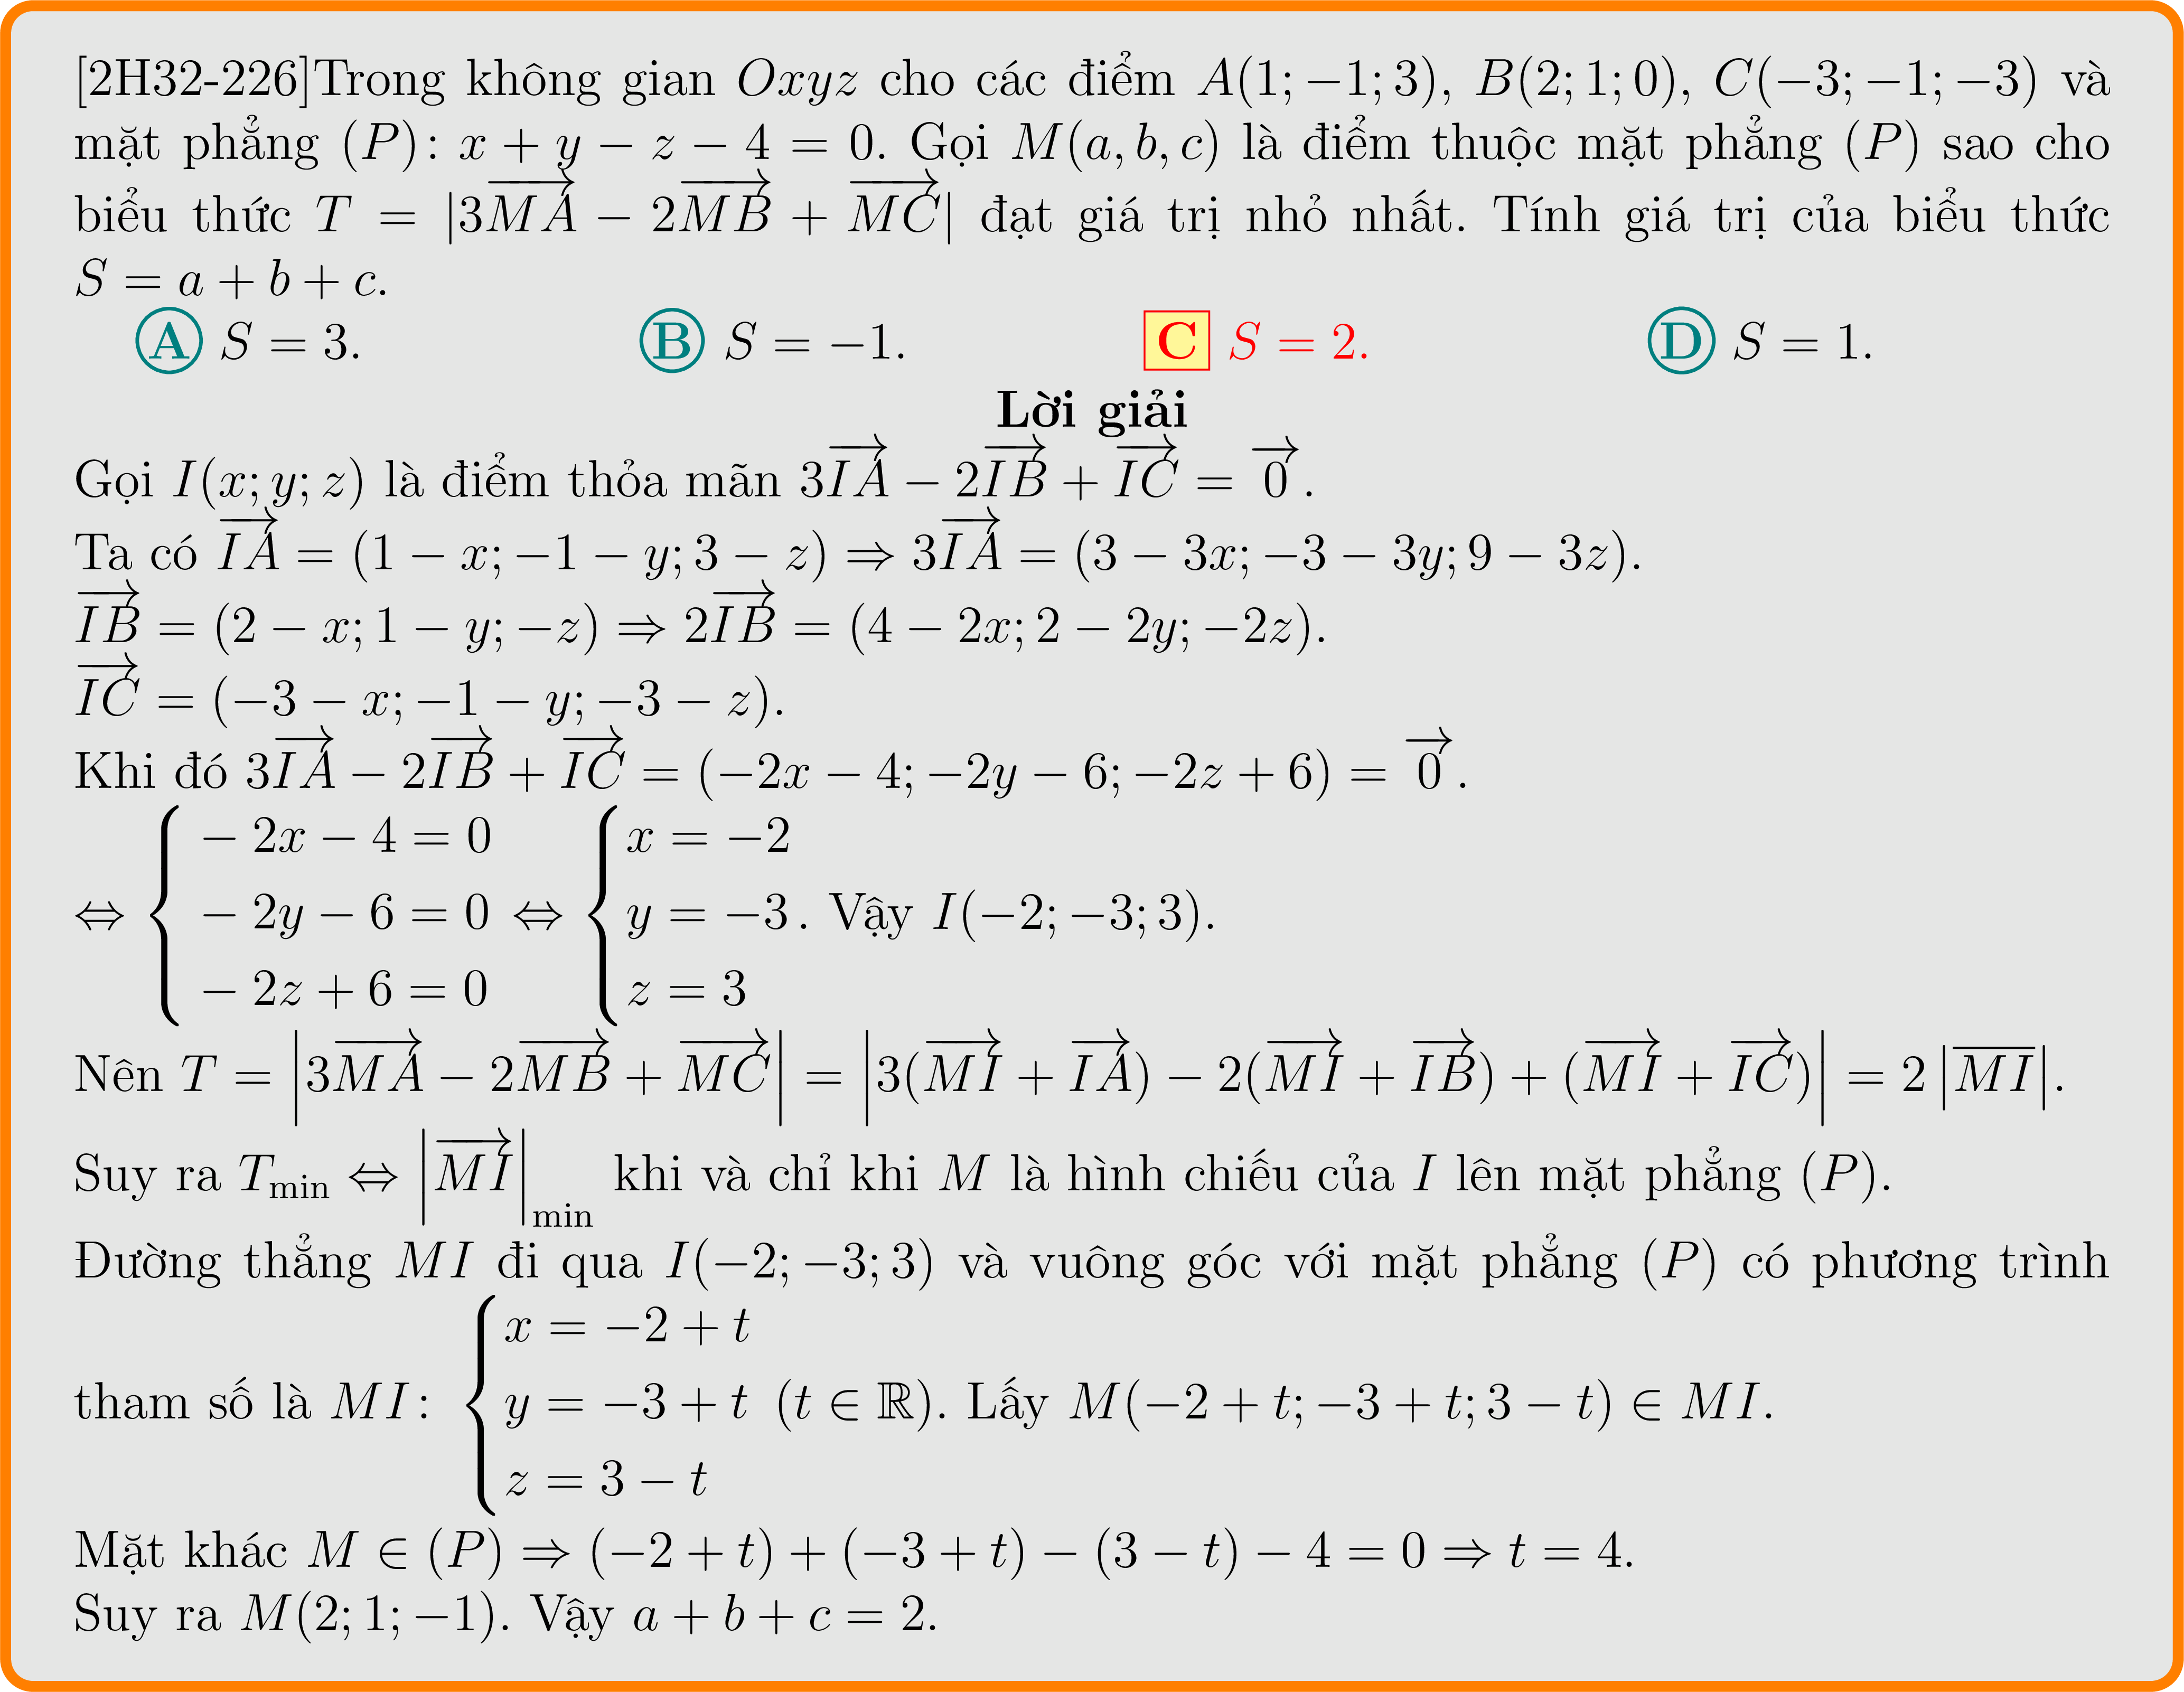 [2H32-226]Trong không gian $Oxyz$ cho các điểm $A(1;-1;3)$, $B(2;1;0)$, $C(-3;-1;-3)$ và
mặt phẳng $(P)\colon x+y-z-4=0$. Gọi $M(a,b,c)$ là điểm thuộc mặt phẳng $(P)$ sao cho
biểu thức $T = |3\overrightarrow{MA}-2\overrightarrow{MB}+\overrightarrow{MC}|$ đạt giá trị nhỏ nhất. Tính giá trị của biểu thức
$S=a+b+c$.
A $S=3$. B $S=-1$. C $S=2$. D $S=1$.
Lời giải
Gọi $I(x;y;z)$ là điểm thỏa mãn $3\overrightarrow{IA}-2\overrightarrow{IB}+\overrightarrow{IC}=\overrightarrow{0}$.
Ta có $\overrightarrow{IA}=(1-x;-1-y;3-z)\Rightarrow 3\overrightarrow{IA}=(3-3x;-3-3y;9-3z)$.
$\overrightarrow{IB}=(2-x;1-y;-z)\Rightarrow 2\overrightarrow{IB}=(4-2x;2-2y;-2z)$.
$\overrightarrow{IC}=(-3-x;-1-y;-3-z)$.
Khi đó $3\overrightarrow{IA}-2\overrightarrow{IB}+\overrightarrow{IC}=(-2x-4;-2y-6;-2z+6)=\overrightarrow{0}$.
$\Leftrightarrow \begin{cases} -2x-4=0 \\ -2y-6=0 \\ -2z+6=0 \end{cases} \Leftrightarrow \begin{cases} x=-2 \\ y=-3 \\ z=3 \end{cases}$. Vậy $I(-2;-3;3)$.
Nên $T=\left|3\overrightarrow{MA}-2\overrightarrow{MB}+\overrightarrow{MC}\right|=\left|3(\overrightarrow{MI}+\overrightarrow{IA})-2(\overrightarrow{MI}+\overrightarrow{IB})+(\overrightarrow{MI}+\overrightarrow{IC})\right|=2\left|\overline{MI}\right|$.
Suy ra $T_{\min}\Leftrightarrow\left|\overrightarrow{MI}\right|_{\min}$ khi và chỉ khi $M$ là hình chiếu của $I$ lên mặt phẳng $(P)$.
Đường thẳng $MI$ đi qua $I(-2;-3;3)$ và vuông góc với mặt phẳng $(P)$ có phương trình
tham số là $MI\colon \begin{cases} x=-2+t \\ y=-3+t \\ z=3-t \end{cases} (t\in\mathbb{R})$. Lấy $M(-2+t;-3+t;3-t)\in MI$.
Mặt khác $M\in(P)\Rightarrow(-2+t)+(-3+t)-(3-t)-4=0\Rightarrow t=4$.
Suy ra $M(2;1;-1)$. Vậy $a+b+c=2$.